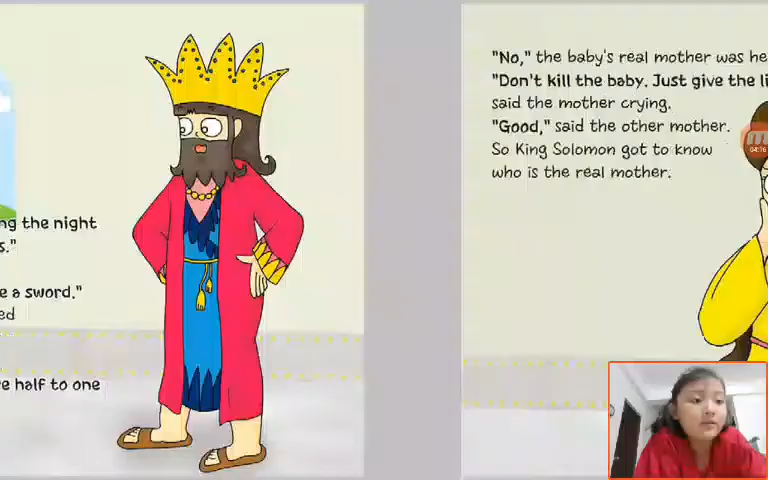 ng the night
s."
e a sword."
ed
e half to one
"No," the baby's real mother was he
"Don't kill the baby. Just give the li
said the mother crying.
"Good," said the other mother.
So King Solomon got to know
who is the real mother.
04:16